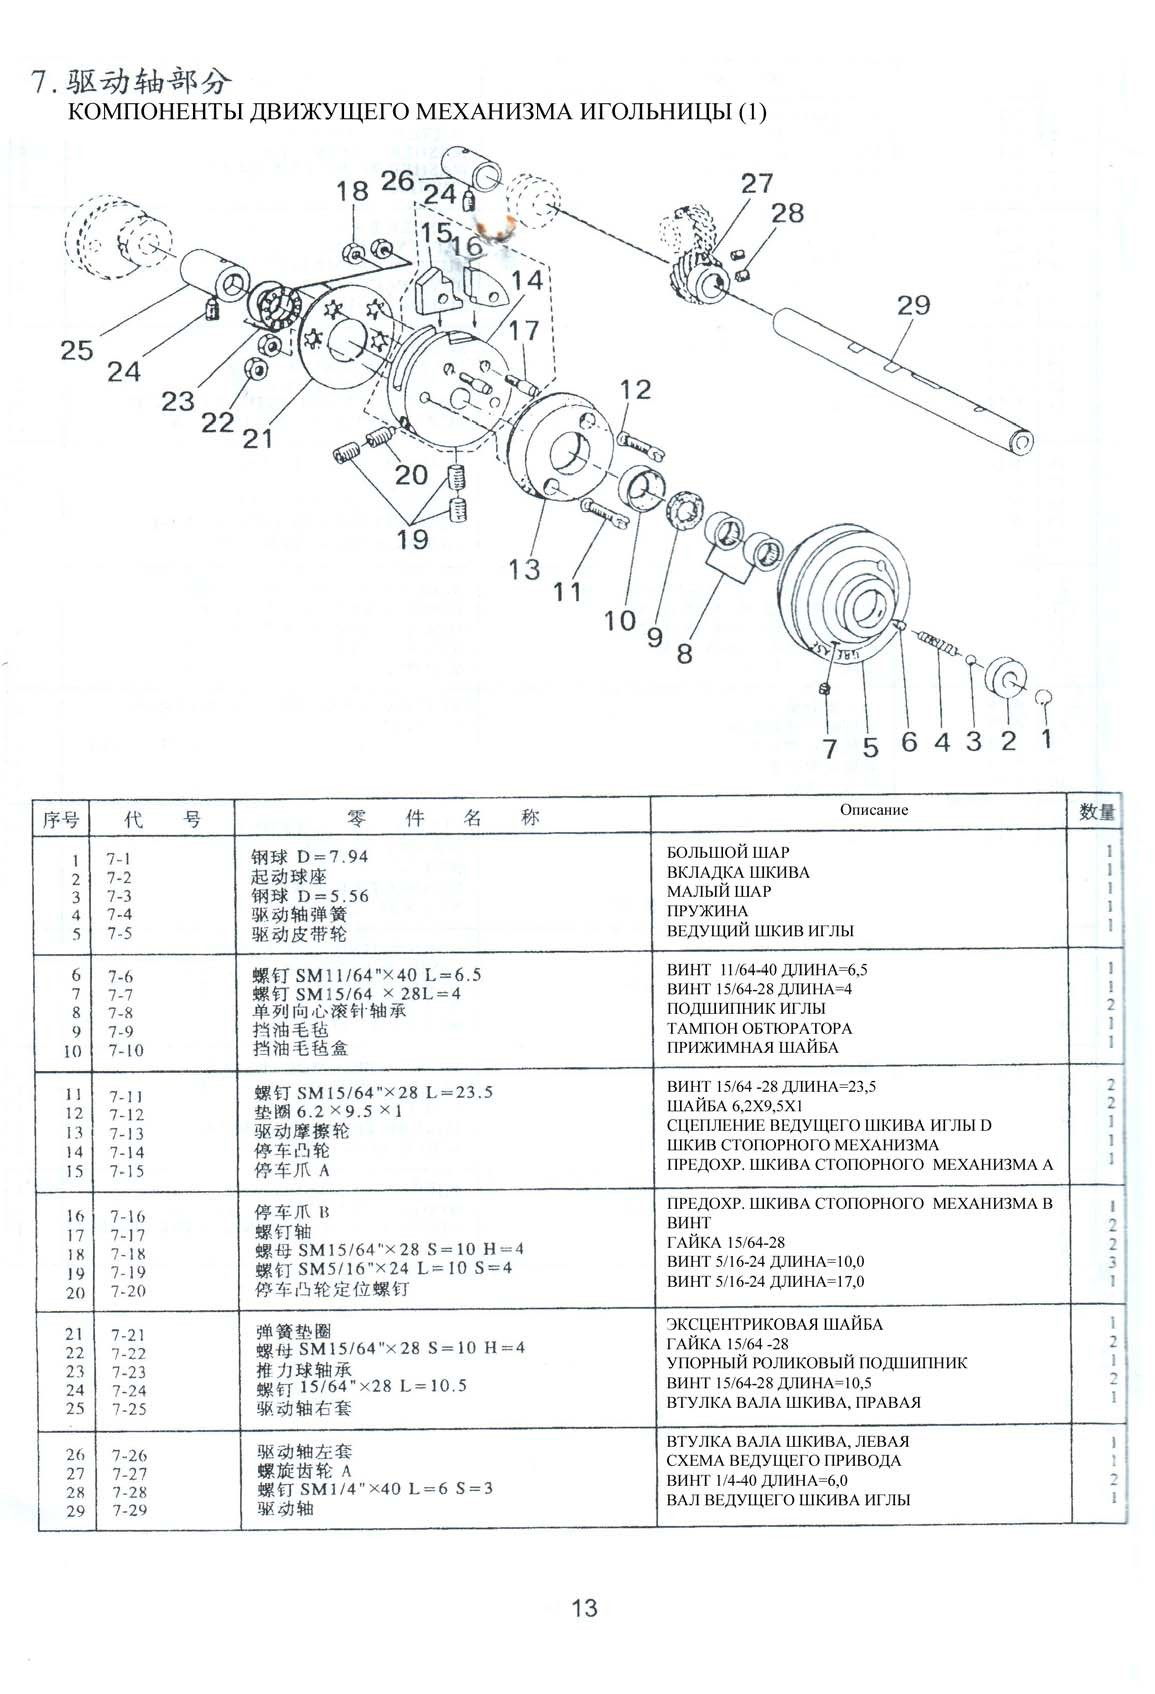 7. 驱动轴部分
КОМПОНЕНТЫ ДВИЖУЩЕГО МЕХАНИЗМА ИГОЛЬНИЦЫ (1)
18 26 24 27 28
15 16 14 29
25 24 23 22 21 17 12
20 19 13 11 10 9 8
7 5 6 4 3 2 1
序号 代 号 零 件 名 称 Описание 数量
1 7-1 钢球 D=7.94 БОЛЬШОЙ ШАР 1
2 7-2 起动球座 ВКЛАДКА ШКИВА 1
3 7-3 钢球 D=5.56 МАЛЫЙ ШАР 1
4 7-4 驱动轴弹簧 ПРУЖИНА 1
5 7-5 驱动皮带轮 ВЕДУЩИЙ ШКИВ ИГЛЫ 1
6 7-6 螺钉 SM11/64"×40 L=6.5 ВИНТ 11/64-40 ДЛИНА=6,5 1
7 7-7 螺钉 SM15/64 ×28L=4 ВИНТ 15/64-28 ДЛИНА=4 1
8 7-8 单列向心滚针轴承 ПОДШИПНИК ИГЛЫ 2
9 7-9 挡油毛毡 ТАМПОН ОБТЮРАТОРА 1
10 7-10 挡油毛毡盒 ПРИЖИМНАЯ ШАЙБА 1
11 7-11 螺钉 SM15/64"×28 L=23.5 ВИНТ 15/64 -28 ДЛИНА=23,5 2
12 7-12 垫圈 6.2×9.5×1 ШАЙБА 6,2Х9,5Х1 2
13 7-13 驱动摩擦轮 СЦЕПЛЕНИЕ ВЕДУЩЕГО ШКИВА ИГЛЫ D 1
14 7-14 停车凸轮 ШКИВ СТОПОРНОГО МЕХАНИЗМА 1
15 7-15 停车爪 A ПРЕДОХР. ШКИВА СТОПОРНОГО МЕХАНИЗМА А 1
16 7-16 停车爪 B ПРЕДОХР. ШКИВА СТОПОРНОГО МЕХАНИЗМА В 1
17 7-17 螺钉轴 ВИНТ 2
18 7-18 螺母 SM15/64"×28 S=10 H=4 ГАЙКА 15/64-28 2
19 7-19 螺钉 SM5/16"×24 L=10 S=4 ВИНТ 5/16-24 ДЛИНА=10,0 3
20 7-20 停车凸轮定位螺钉 ВИНТ 5/16-24 ДЛИНА=17,0 1
21 7-21 弹簧垫圈 ЭКСЦЕНТРИКОВАЯ ШАЙБА 1
22 7-22 螺母 SM15/64"×28 S=10 H=4 ГАЙКА 15/64 -28 2
23 7-23 推力球轴承 УПОРНЫЙ РОЛИКОВЫЙ ПОДШИПНИК 1
24 7-24 螺钉 15/64"×28 L=10.5 ВИНТ 15/64-28 ДЛИНА=10,5 2
25 7-25 驱动轴右套 ВТУЛКА ВАЛА ШКИВА, ПРАВАЯ 1
26 7-26 驱动轴左套 ВТУЛКА ВАЛА ШКИВА, ЛЕВАЯ 1
27 7-27 螺旋齿轮 A СХЕМА ВЕДУЩЕГО ПРИВОДА 1
28 7-28 螺钉 SM1/4"×40 L=6 S=3 ВИНТ 1/4-40 ДЛИНА=6,0 2
29 7-29 驱动轴 ВАЛ ВЕДУЩЕГО ШКИВА ИГЛЫ 1
13